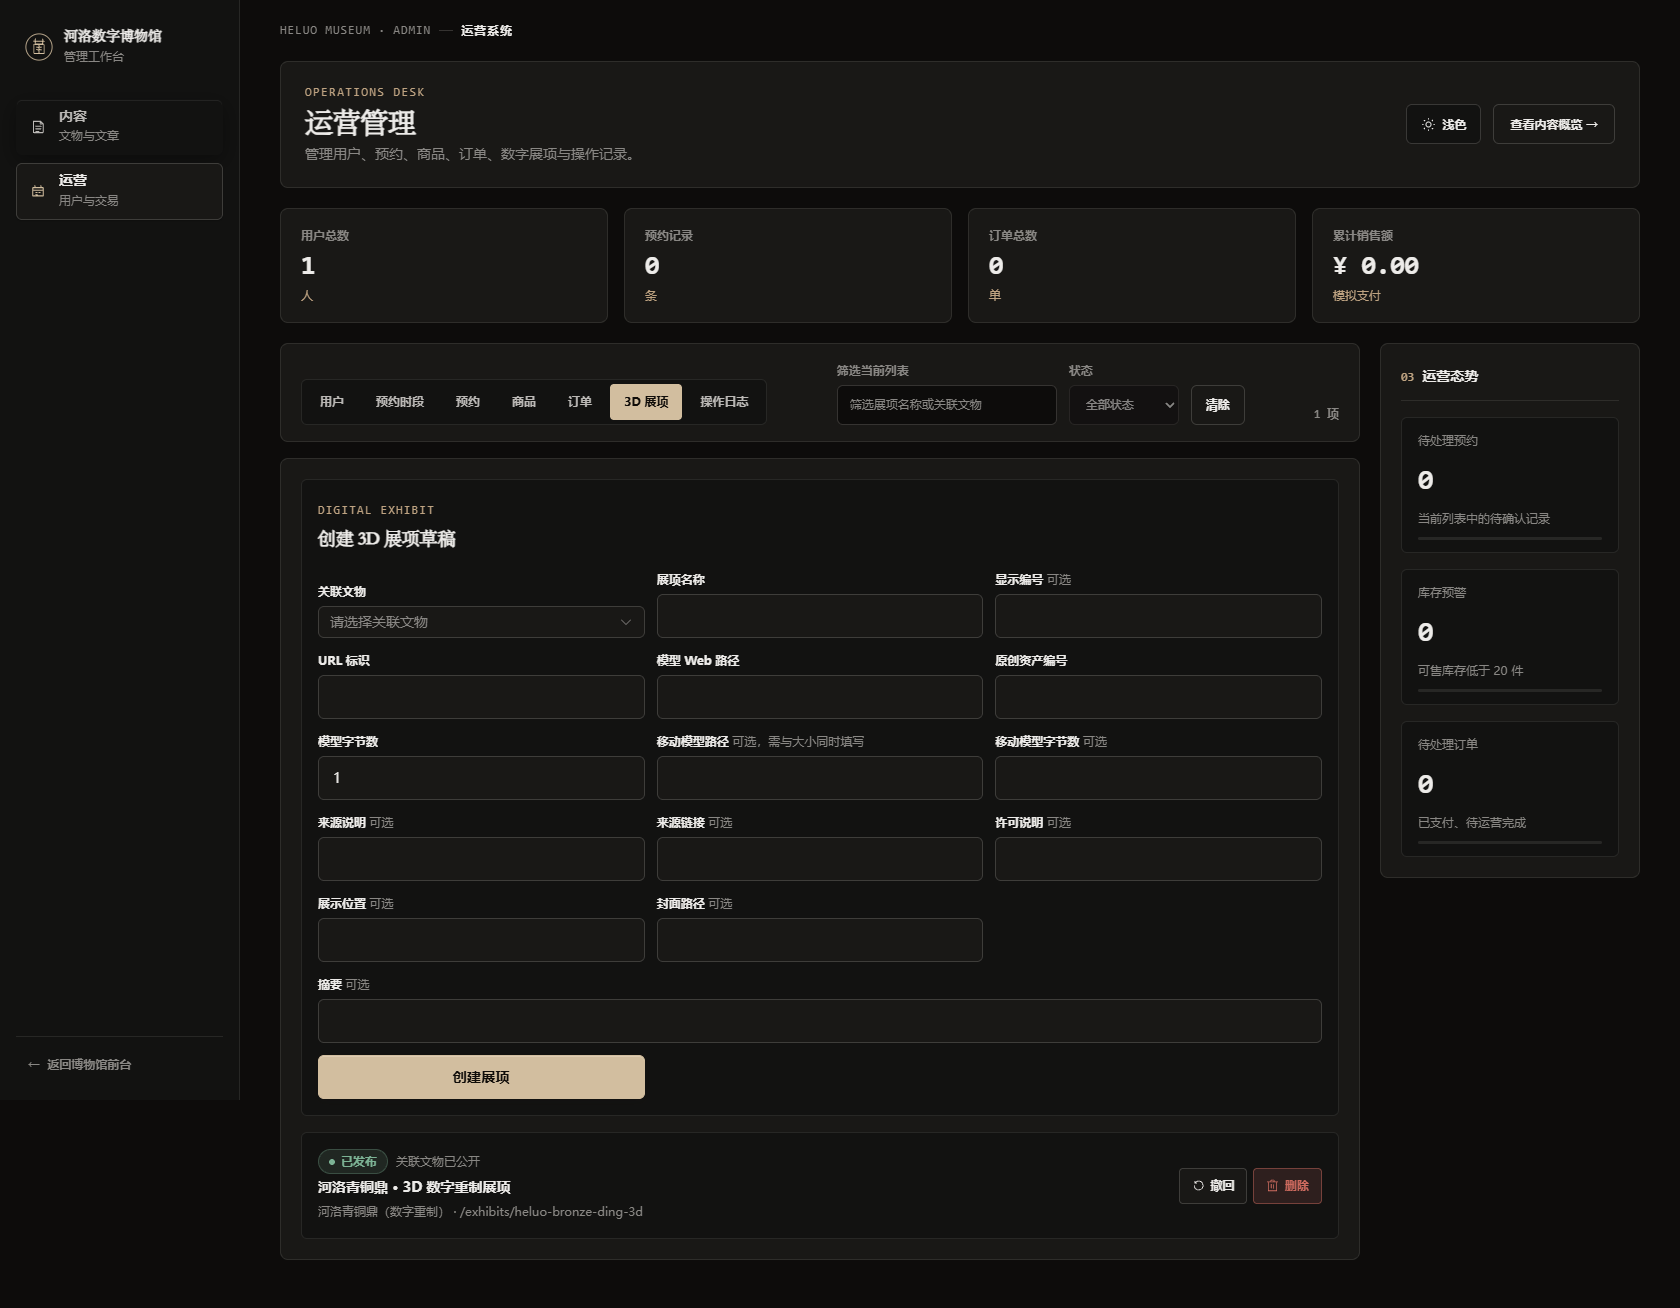 河洛数字博物馆
管理工作台
内容
文物与文章
运营
用户与交易
← 返回博物馆前台
HELUO MUSEUM · ADMIN — 运营系统
OPERATIONS DESK
运营管理
管理用户、预约、商品、订单、数字展项与操作记录。
浅色
查看内容概览 →
用户总数
1
人
预约记录
0
条
订单总数
0
单
累计销售额
¥ 0.00
模拟支付
用户 预约时段 预约 商品 订单 3D 展项 操作日志
筛选当前列表
筛选展项名称或关联文物
状态
全部状态
清除
1 项
DIGITAL EXHIBIT
创建 3D 展项草稿
关联文物
请选择关联文物
展项名称
显示编号 可选
URL 标识
模型 Web 路径
原创资产编号
模型字节数
1
移动模型路径 可选，需与大小同时填写
移动模型字节数 可选
来源说明 可选
来源链接 可选
许可说明 可选
展示位置 可选
封面路径 可选
摘要 可选
创建展项
已发布 关联文物已公开
河洛青铜鼎 • 3D 数字重制展项
河洛青铜鼎（数字重制） · /exhibits/heluo-bronze-ding-3d
撤回
删除
03 运营态势
待处理预约
0
当前列表中的待确认记录
库存预警
0
可售库存低于 20 件
待处理订单
0
已支付、待运营完成